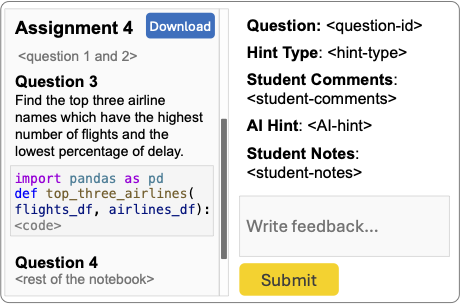 Assignment 4
Download
<question 1 and 2>
Question 3
Find the top three airline
names which have the highest
number of flights and the
lowest percentage of delay.
import pandas as pd
def top_three_airlines(
flights_df, airlines_df):
<code>
Question 4
<rest of the notebook>
Question: <question-id>
Hint Type: <hint-type>
Student Comments:
<student-comments>
AI Hint: <AI-hint>
Student Notes:
<student-notes>
Write feedback...
Submit